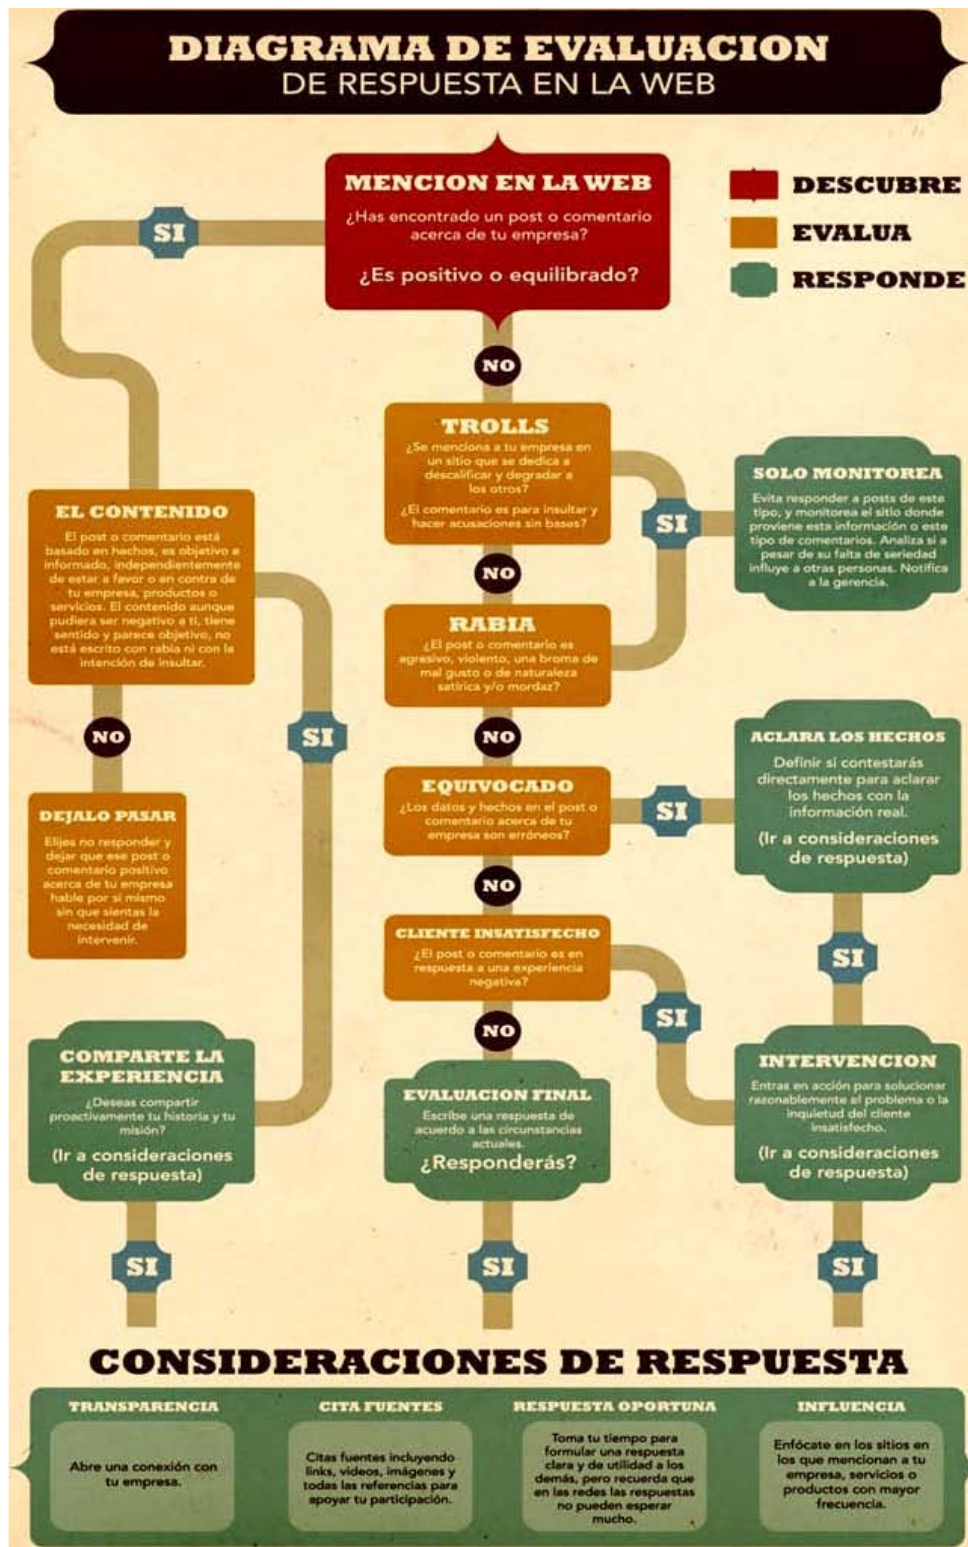 DIAGRAMA DE EVALUACION
DE RESPUESTA EN LA WEB
MENCION EN LA WEB
¿Has encontrado un post o comentario
acerca de tu empresa?
¿Es positivo o equilibrado?
DESCUBRE
EVALUA
RESPONDE
SI
NO
TROLLS
¿Se menciona a tu empresa en
un sitio que se dedica a
descalificar y degradar a
los otros?
¿El comentario es para insultar y
hacer acusaciones sin bases?
SI
SOLO MONITOREA
Evita responder a posts de este
tipo, y monitorea el sitio donde
proviene esta información o este
tipo de comentarios. Analiza si a
pesar de su falta de seriedad
influye a otras personas. Notifica
a la gerencia.
EL CONTENIDO
El post o comentario está
basado en hechos, es objetivo e
informado, independientemente
de estar a favor o en contra de
tu empresa, productos o
servicios. El contenido aunque
pudiera ser negativo a ti, tiene
sentido y parece objetivo, no
está escrito con rabia ni con la
intención de insultar.
NO
RABIA
¿El post o comentario es
agresivo, violento, una broma de
mal gusto o de naturaleza
satírica y/o mordaz?
NO
SI
NO
ACLARA LOS HECHOS
Definir si contestarás
directamente para aclarar
los hechos con la
información real.
(Ir a consideraciones
de respuesta)
EQUIVOCADO
¿Los datos y hechos en el post o
comentario acerca de tu
empresa son erróneos?
SI
DEJALO PASAR
Elijes no responder y
dejar que ese post o
comentario positivo
acerca de tu empresa
hable por sí mismo
sin que sientas la
necesidad de
intervenir.
NO
CLIENTE INSATISFECHO
¿El post o comentario es en
respuesta a una experiencia
negativa?
SI
SI
NO
COMPARTE LA
EXPERIENCIA
¿Deseas compartir
proactivamente tu historia y tu
misión?
(Ir a consideraciones
de respuesta)
EVALUACION FINAL
Escribe una respuesta de
acuerdo a las circunstancias
actuales.
¿Responderás?
INTERVENCION
Entras en acción para solucionar
razonablemente el problema o la
inquietud del cliente
insatisfecho.
(Ir a consideraciones
de respuesta)
SI
SI
SI
CONSIDERACIONES DE RESPUESTA
TRANSPARENCIA
Abre una conexión con
tu empresa.
CITA FUENTES
Citas fuentes incluyendo
links, videos, imágenes y
todas las referencias para
apoyar tu participación.
RESPUESTA OPORTUNA
Toma tu tiempo para
formular una respuesta
clara y de utilidad a los
demás, pero recuerda que
en las redes las respuestas
no pueden esperar
mucho.
INFLUENCIA
Enfócate en los sitios en
los que mencionan a tu
empresa, servicios o
productos con mayor
frecuencia.